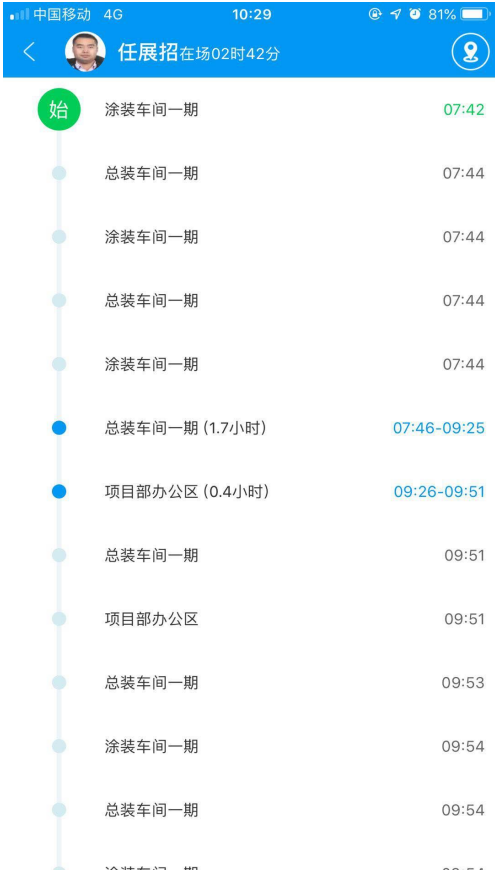 中国移动 4G 10:29 81%
任展招在场02时42分
始 涂装车间一期 07:42
总装车间一期 07:44
涂装车间一期 07:44
总装车间一期 07:44
涂装车间一期 07:44
总装车间一期 (1.7小时) 07:46-09:25
项目部办公区 (0.4小时) 09:26-09:51
总装车间一期 09:51
项目部办公区 09:51
总装车间一期 09:53
涂装车间一期 09:54
总装车间一期 09:54